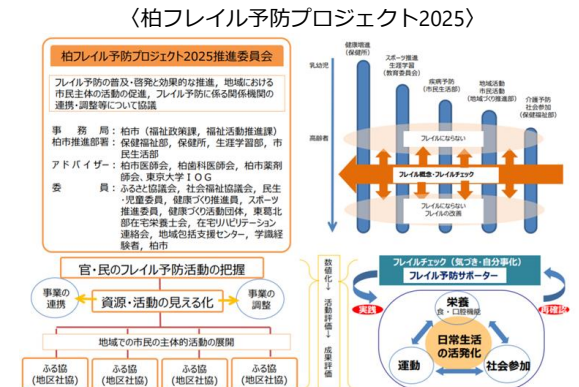 〈柏フレイル予防プロジェクト2025〉
柏フレイル予防プロジェクト2025推進委員会
フレイル予防の普及・啓発と効果的な推進，地域における
市民主体の活動の促進，フレイル予防に係る関係機関の
連携・調整等について協議
事務局：柏市（福祉政策課，福祉活動推進課）
柏市推進部署：保健福祉部，保健所，生涯学習部，市
民生活部
アドバイザー：柏市医師会，柏歯科医師会，柏市薬剤
師会，東京大学ＩＯＧ
委員：ふるさと協議会，社会福祉協議会，民生
・児童委員，健康づくり推進員，スポーツ
推進委員，健康づくり活動団体，東葛北
部在宅栄養士会，在宅リハビリテーション
連絡会，地域包括支援センター，学識経
験者，柏市
健康増進
（保健所）
スポーツ推進
生涯学習
（教育委員会）
疾病予防
（市民生活部）
地域活動
市民活動
（地域づくり推進部）
介護予防
社会参加
（保健福祉部）
乳幼児
高齢者
フレイルにならない
フレイル概念・フレイルチェック
フレイルにならない
フレイルの改善
官・民のフレイル予防活動の把握
事業の
連携
資源・活動の見える化
事業の
調整
地域での市民の主体的活動の展開
ふる協
（地区社協）
ふる協
（地区社協）
ふる協
（地区社協）
ふる協
（地区社協）
数値化↓活動評価↓成果評価
フレイルチェック（気づき・自分事化）
フレイル予防サポーター
実践
再確認
栄養
食・口腔機能
日常生活
の活発化
運動
社会参加